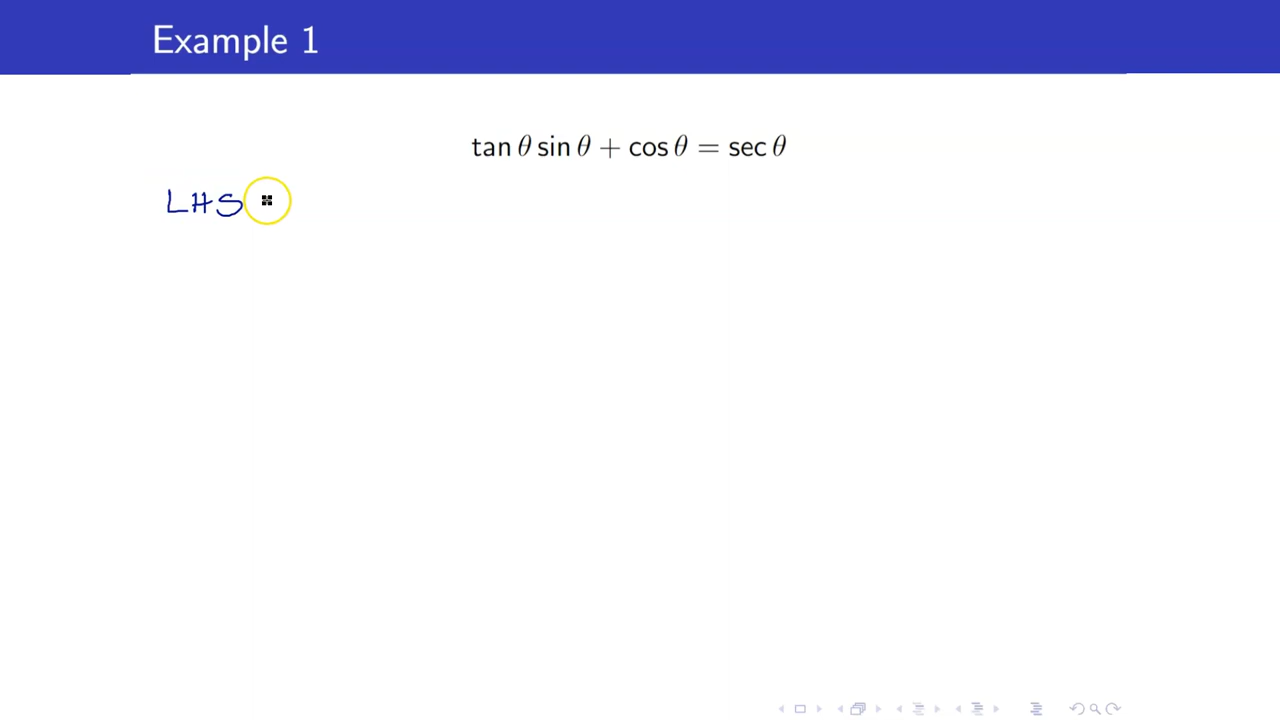 Example 1
tan θ sin θ + cos θ = sec θ
LHS